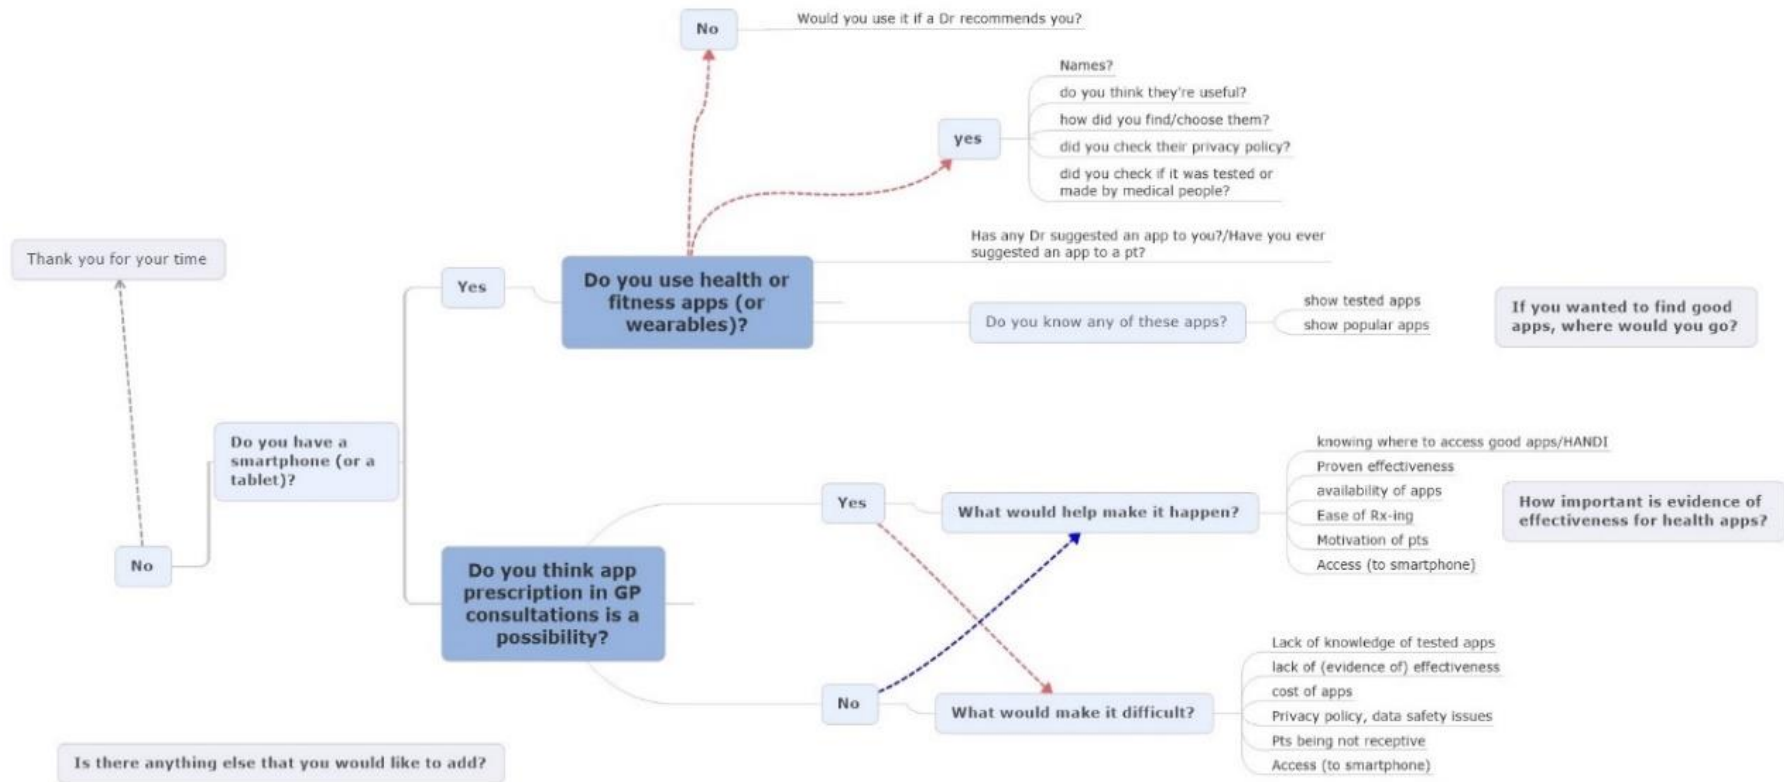 No
Would you use it if a Dr recommends you?
yes
Names?
do you think they're useful?
how did you find/choose them?
did you check their privacy policy?
did you check if it was tested or
made by medical people?
Thank you for your time
Yes
Do you use health or
fitness apps (or
wearables)?
Has any Dr suggested an app to you?/Have you ever
suggested an app to a pt?
Do you know any of these apps?
show tested apps
show popular apps
If you wanted to find good
apps, where would you go?
Do you have a
smartphone (or a
tablet)?
No
Do you think app
prescription in GP
consultations is a
possibility?
Yes
What would help make it happen?
knowing where to access good apps/HANDI
Proven effectiveness
availability of apps
Ease of Rx-ing
Motivation of pts
Access (to smartphone)
How important is evidence of
effectiveness for health apps?
No
What would make it difficult?
Lack of knowledge of tested apps
lack of (evidence of) effectiveness
cost of apps
Privacy policy, data safety issues
Pts being not receptive
Access (to smartphone)
Is there anything else that you would like to add?